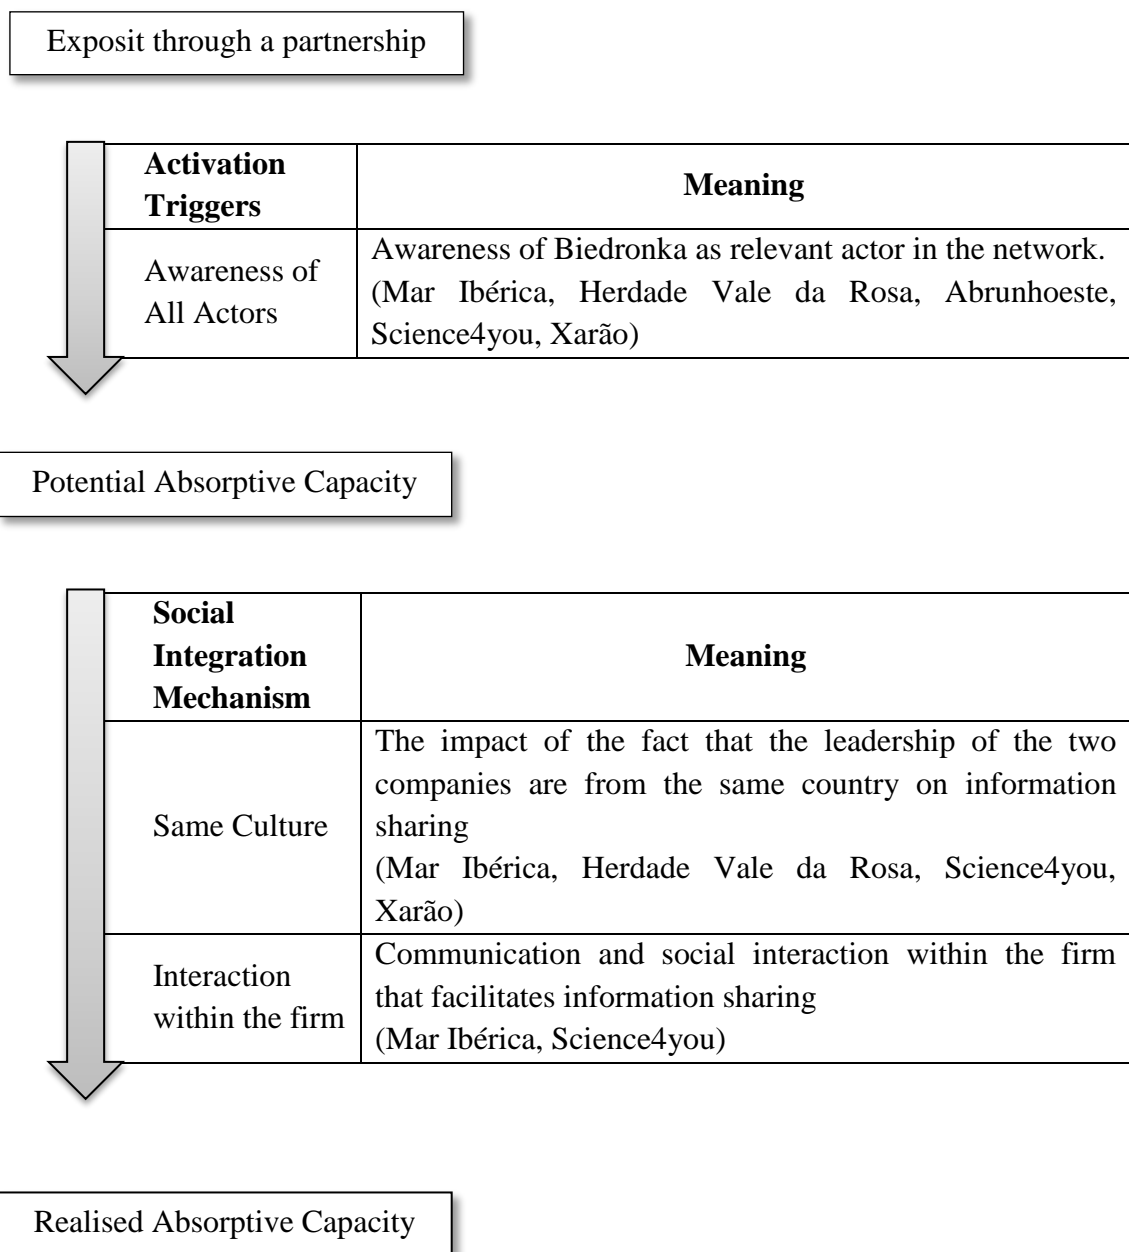 Exposit through a partnership
Activation
Triggers
Meaning
Awareness of
All Actors
Awareness of Biedronka as relevant actor in the network.
(Mar Ibérica, Herdade Vale da Rosa, Abrunhoeste,
Science4you, Xarão)
Potential Absorptive Capacity
Social
Integration
Mechanism
Meaning
Same Culture
The impact of the fact that the leadership of the two
companies are from the same country on information
sharing
(Mar Ibérica, Herdade Vale da Rosa, Science4you,
Xarão)
Interaction
within the firm
Communication and social interaction within the firm
that facilitates information sharing
(Mar Ibérica, Science4you)
Realised Absorptive Capacity